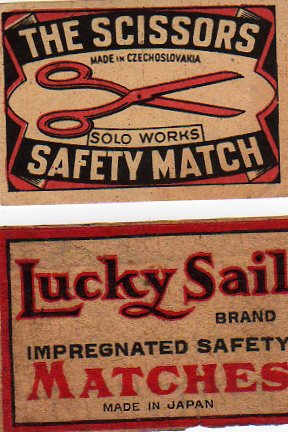 THE SCISSORS
MADE IN CZECHOSLOVAKIA
SOLO WORKS
SAFETY MATCH
Lucky Sail
BRAND
IMPREGNATED SAFETY
MATCHES
MADE IN JAPAN